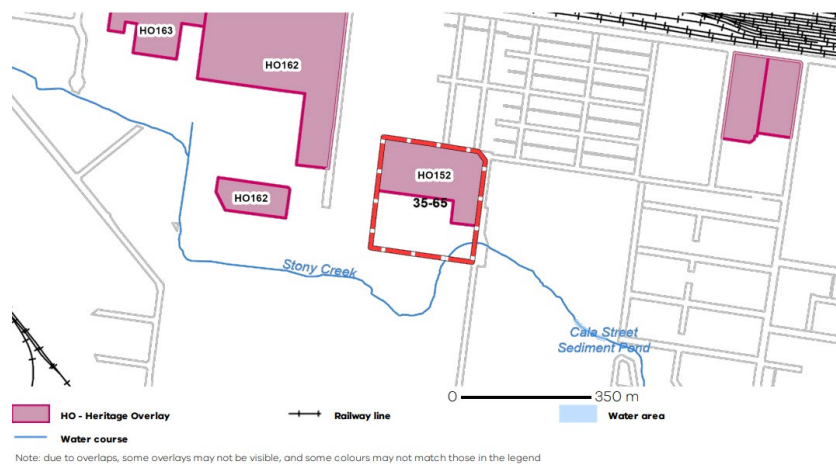 HO163
HO162
HO152
HO162
35-65
Stony Creek
Cala Street
Sediment Pond
0 350 m
HO - Heritage Overlay Railway line Water area
Water course
Note: due to overlaps, some overlays may not be visible, and some colours may not match those in the legend